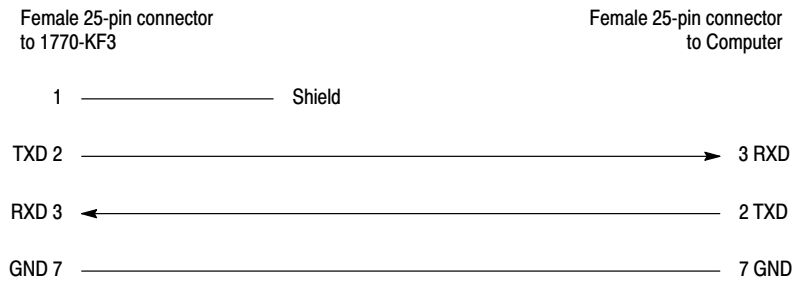 Female 25-pin connector
to 1770-KF3
Female 25-pin connector
to Computer
1 Shield
TXD 2 3 RXD
RXD 3 2 TXD
GND 7 7 GND